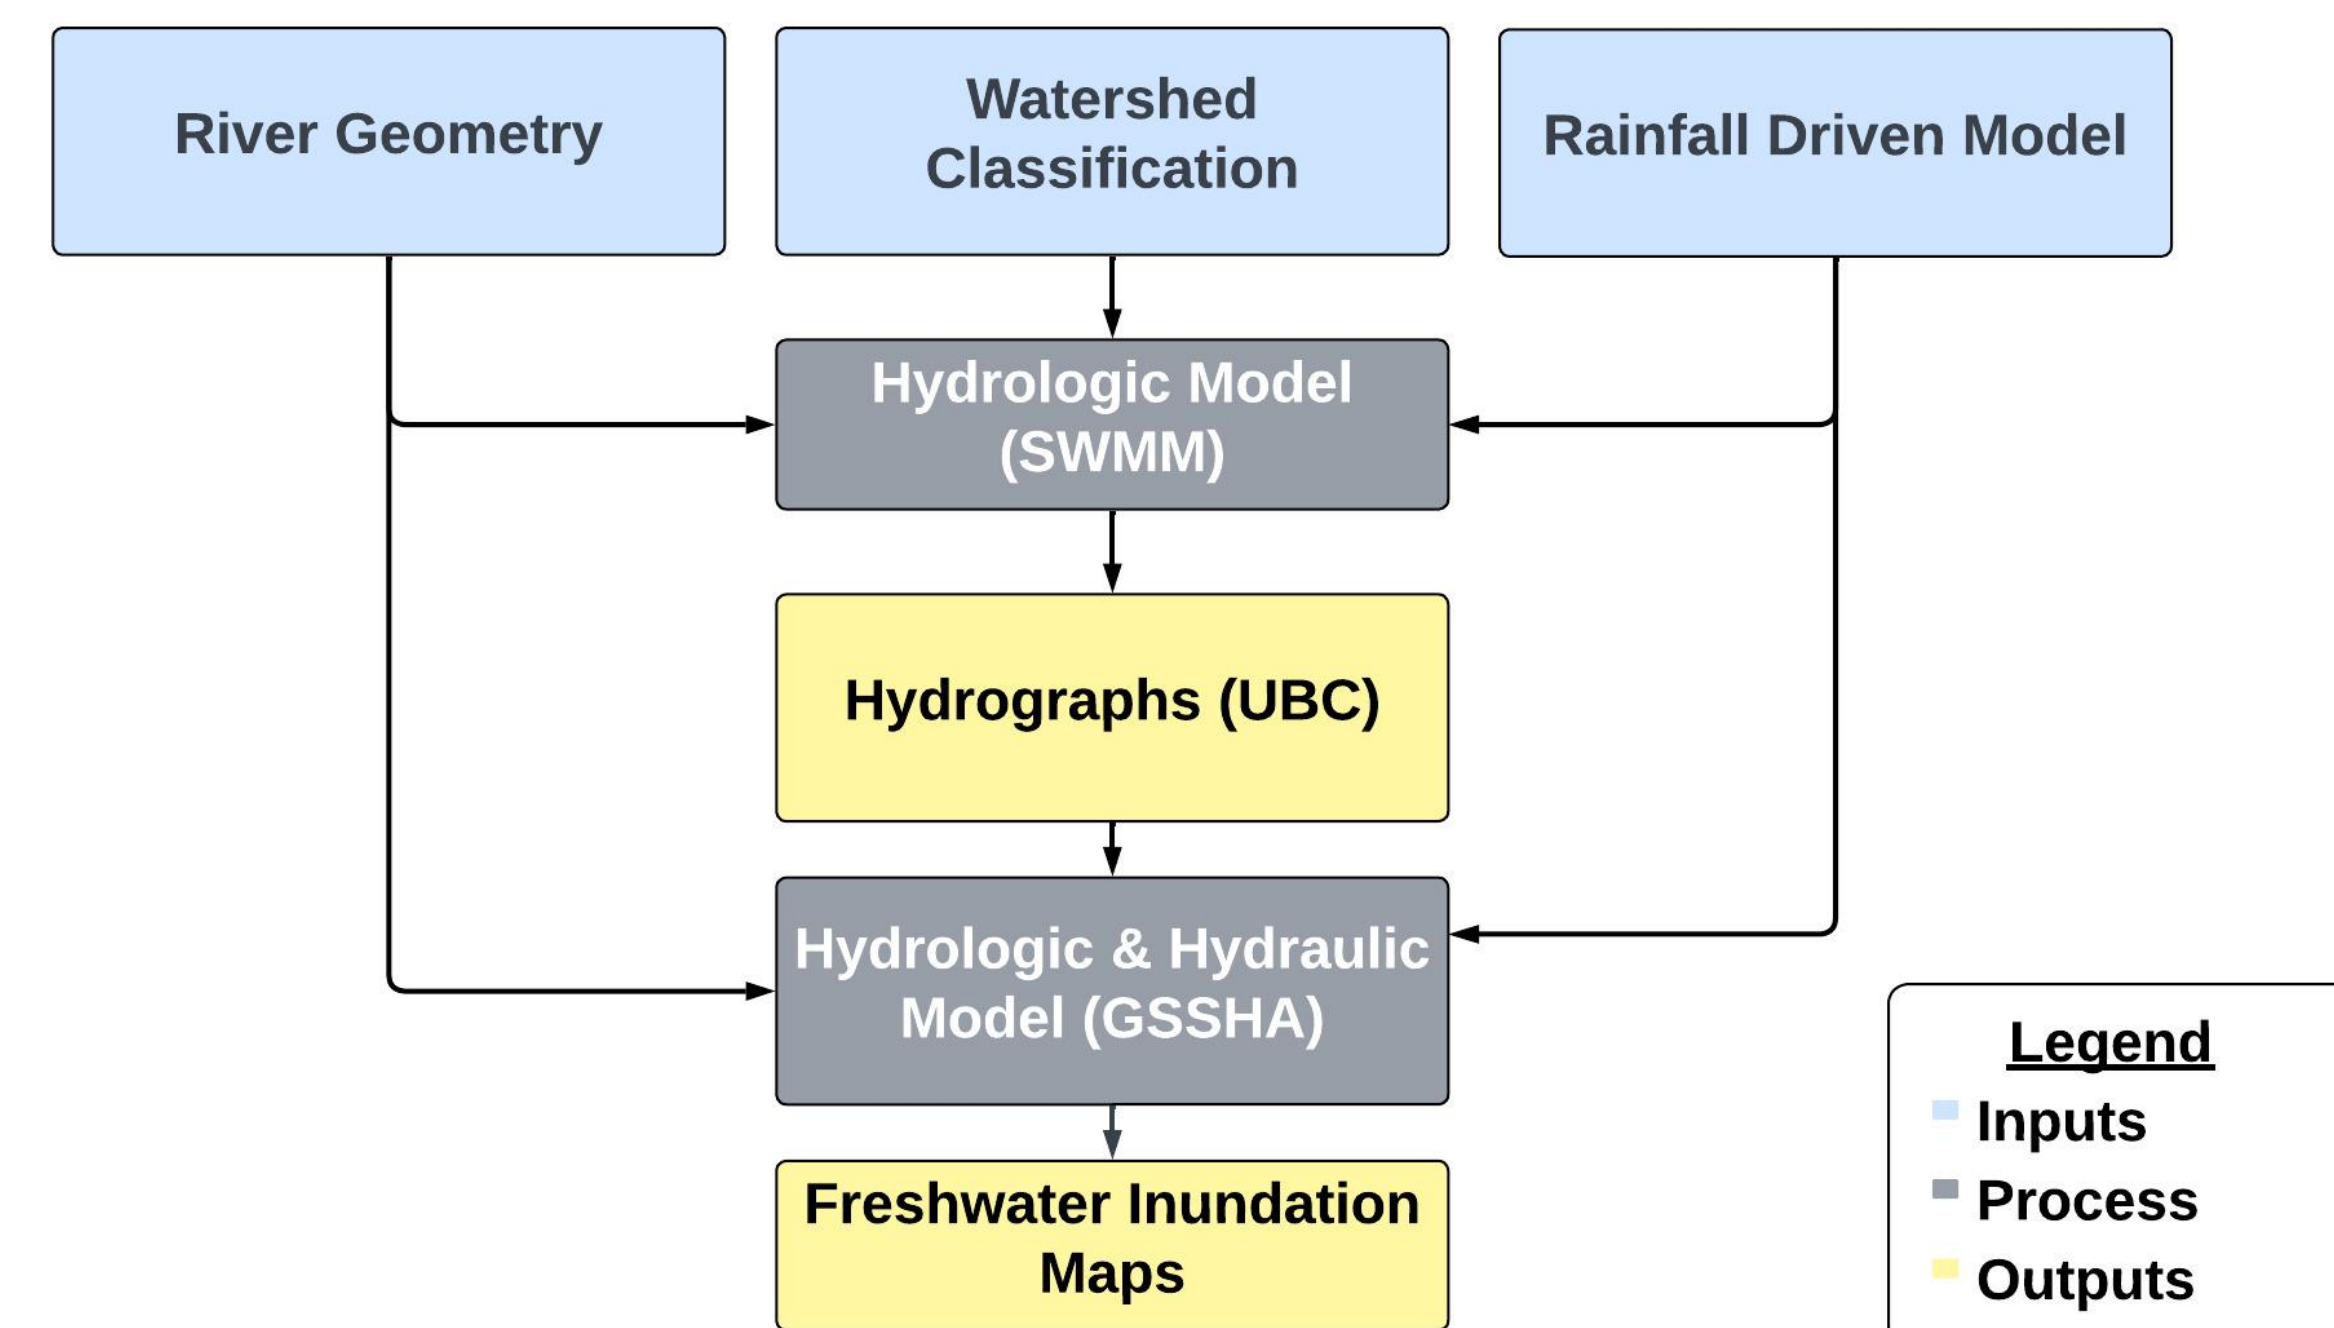 River Geometry
Watershed
Classification
Rainfall Driven Model
Hydrologic Model
(SWMM)
Hydrographs (UBC)
Hydrologic & Hydraulic
Model (GSSHA)
Freshwater Inundation
Maps
Legend
Inputs
Process
Outputs